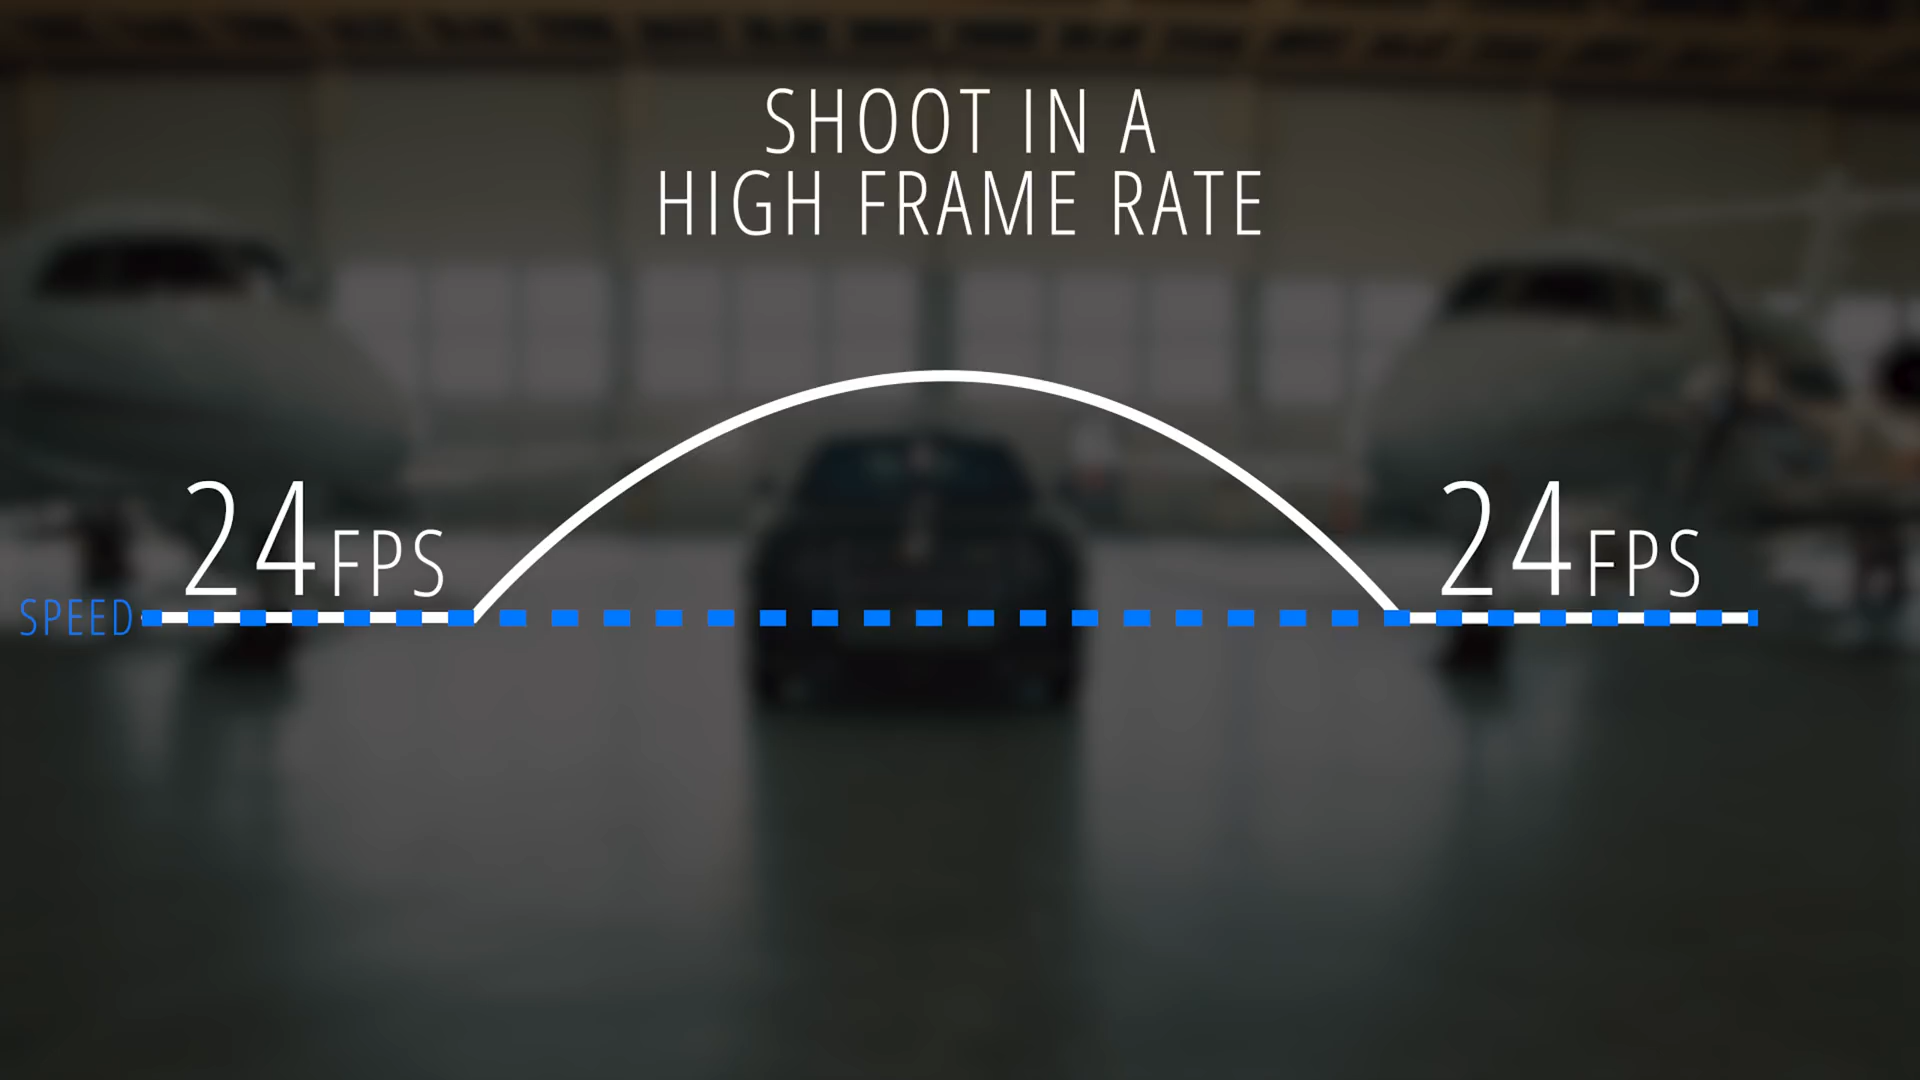 SHOOT IN A
HIGH FRAME RATE
24FPS
24FPS
SPEED